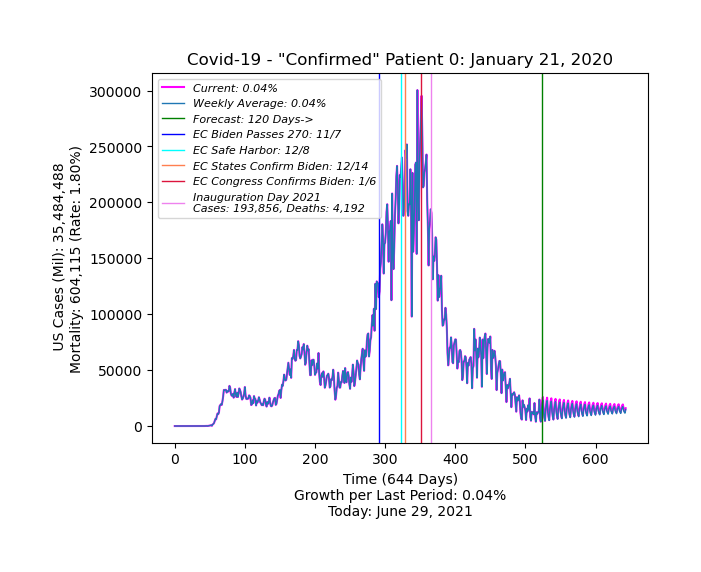 Covid-19 - "Confirmed" Patient 0: January 21, 2020
300000
250000
200000
150000
100000
50000
0
US Cases (Mil): 35,484,488
Mortality: 604,115 (Rate: 1.80%)
Current: 0.04%
Weekly Average: 0.04%
Forecast: 120 Days->
EC Biden Passes 270: 11/7
EC Safe Harbor: 12/8
EC States Confirm Biden: 12/14
EC Congress Confirms Biden: 1/6
Inauguration Day 2021
Cases: 193,856, Deaths: 4,192
0 100 200 300 400 500 600
Time (644 Days)
Growth per Last Period: 0.04%
Today: June 29, 2021